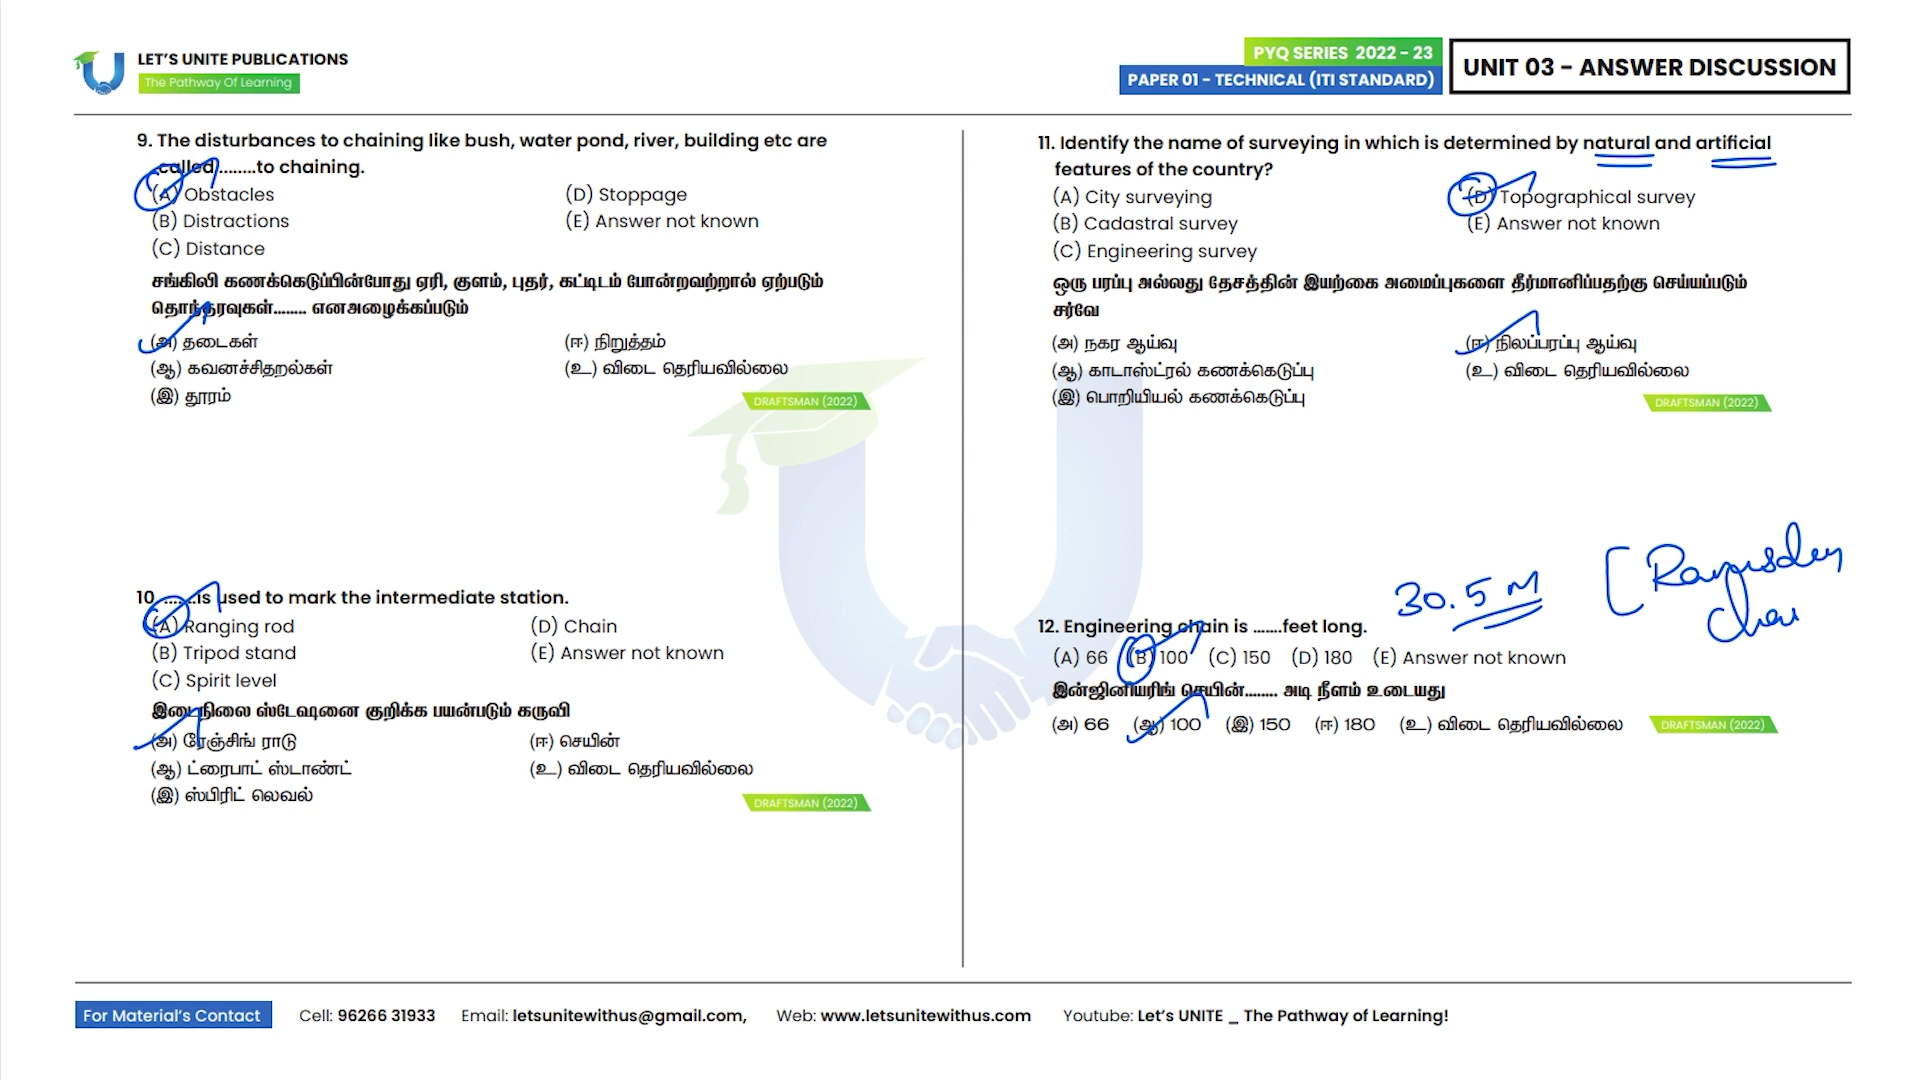 LET'S UNITE PUBLICATIONS
The Pathway Of Learning
PYQ SERIES 2022 - 23
PAPER 01 - TECHNICAL (ITI STANDARD)
UNIT 03 - ANSWER DISCUSSION
9. The disturbances to chaining like bush, water pond, river, building etc are
called........to chaining.
(A) Obstacles
(D) Stoppage
(B) Distractions
(E) Answer not known
(C) Distance
சங்கிலி கணக்கெடுப்பின்போது ஏரி, குளம், புதர், கட்டிடம் போன்றவற்றால் ஏற்படும்
தொந்தரவுகள்........ எனஅழைக்கப்படும்
(அ) தடைகள்
(ஈ) நிறுத்தம்
(ஆ) கவனச்சிதறல்கள்
(உ) விடை தெரியவில்லை
(இ) தூரம்
DRAFTSMAN (2022)
10. .......is used to mark the intermediate station.
(A) Ranging rod
(D) Chain
(B) Tripod stand
(E) Answer not known
(C) Spirit level
இடைநிலை ஸ்டேஷனை குறிக்க பயன்படும் கருவி
(அ) ரேஞ்சிங் ராடு
(ஈ) செயின்
(ஆ) ட்ரைபாட் ஸ்டாண்ட்
(உ) விடை தெரியவில்லை
(இ) ஸ்பிரிட் லெவல்
DRAFTSMAN (2022)
11. Identify the name of surveying in which is determined by natural and artificial
features of the country?
(A) City surveying
(D) Topographical survey
(B) Cadastral survey
(E) Answer not known
(C) Engineering survey
ஒரு பரப்பு அல்லது தேசத்தின் இயற்கை அமைப்புகளை தீர்மானிப்பதற்கு செய்யப்படும்
சர்வே
(அ) நகர ஆய்வு
(ஈ) நிலப்பரப்பு ஆய்வு
(ஆ) காடாஸ்ட்ரல் கணக்கெடுப்பு
(உ) விடை தெரியவில்லை
(இ) பொறியியல் கணக்கெடுப்பு
DRAFTSMAN (2022)
30.5 M
12. Engineering chain is .......feet long.
(A) 66 (B) 100 (C) 150 (D) 180 (E) Answer not known
இன்ஜினியரிங் செயின்........ அடி நீளம் உடையது
(அ) 66 (ஆ) 100 (இ) 150 (ஈ) 180 (உ) விடை தெரியவில்லை
DRAFTSMAN (2022)
For Material's Contact
Cell: 96266 31933 Email: letsunitewithus@gmail.com, Web: www.letsunitewithus.com Youtube: Let's UNITE _ The Pathway of Learning!